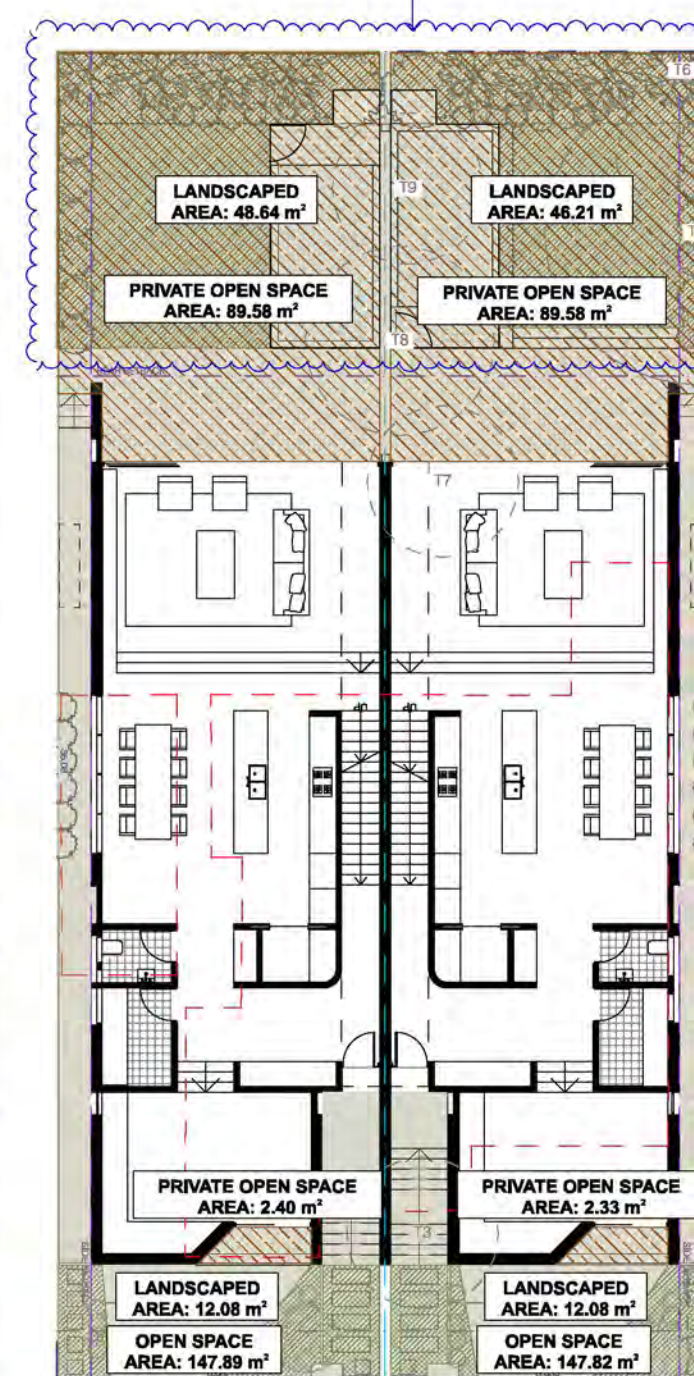 T6
LANDSCAPED
AREA: 48.64 m²
T9
LANDSCAPED
AREA: 46.21 m²
PRIVATE OPEN SPACE
AREA: 89.58 m²
PRIVATE OPEN SPACE
AREA: 89.58 m²
T8
T7
UP
UP
PRIVATE OPEN SPACE
AREA: 2.40 m²
PRIVATE OPEN SPACE
AREA: 2.33 m²
T3
LANDSCAPED
AREA: 12.08 m²
LANDSCAPED
AREA: 12.08 m²
OPEN SPACE
AREA: 147.89 m²
OPEN SPACE
AREA: 147.82 m²